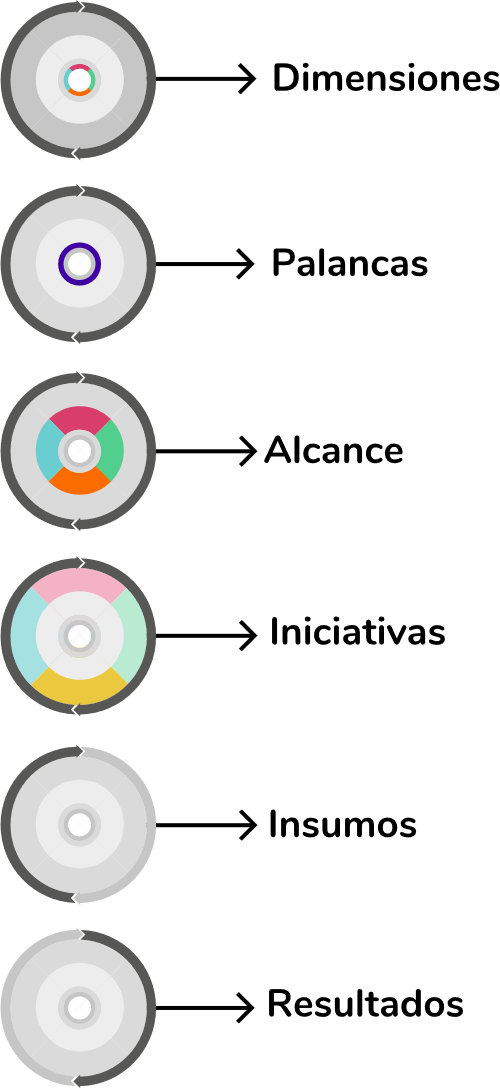 Dimensiones
Palancas
Alcance
Iniciativas
Insumos
Resultados